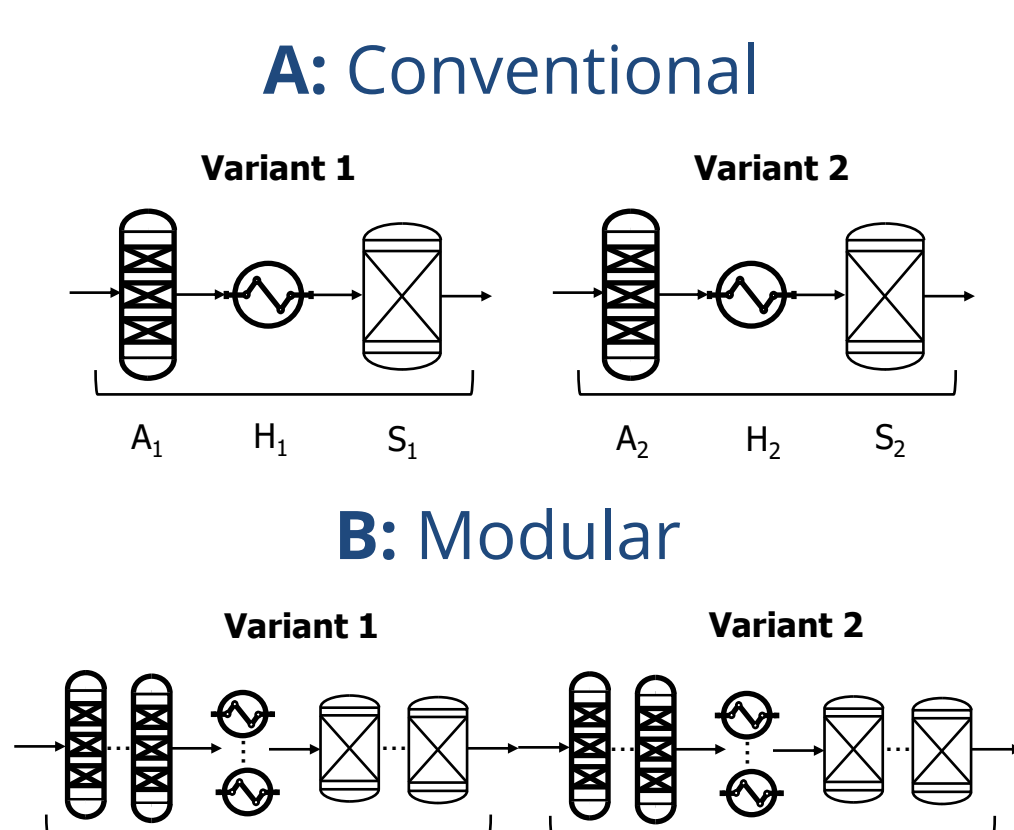 A: Conventional
Variant 1 Variant 2
A₁ H₁ S₁ A₂ H₂ S₂
B: Modular
Variant 1 Variant 2